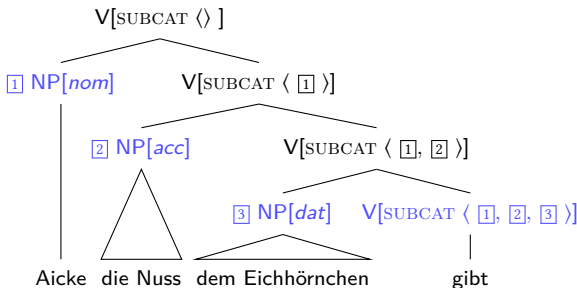 V[SUBCAT ⟨⟩ ]
1 NP[nom] V[SUBCAT ⟨ 1 ⟩]
2 NP[acc] V[SUBCAT ⟨ 1, 2 ⟩]
3 NP[dat] V[SUBCAT ⟨ 1, 2, 3 ⟩]
Aicke die Nuss dem Eichhörnchen gibt